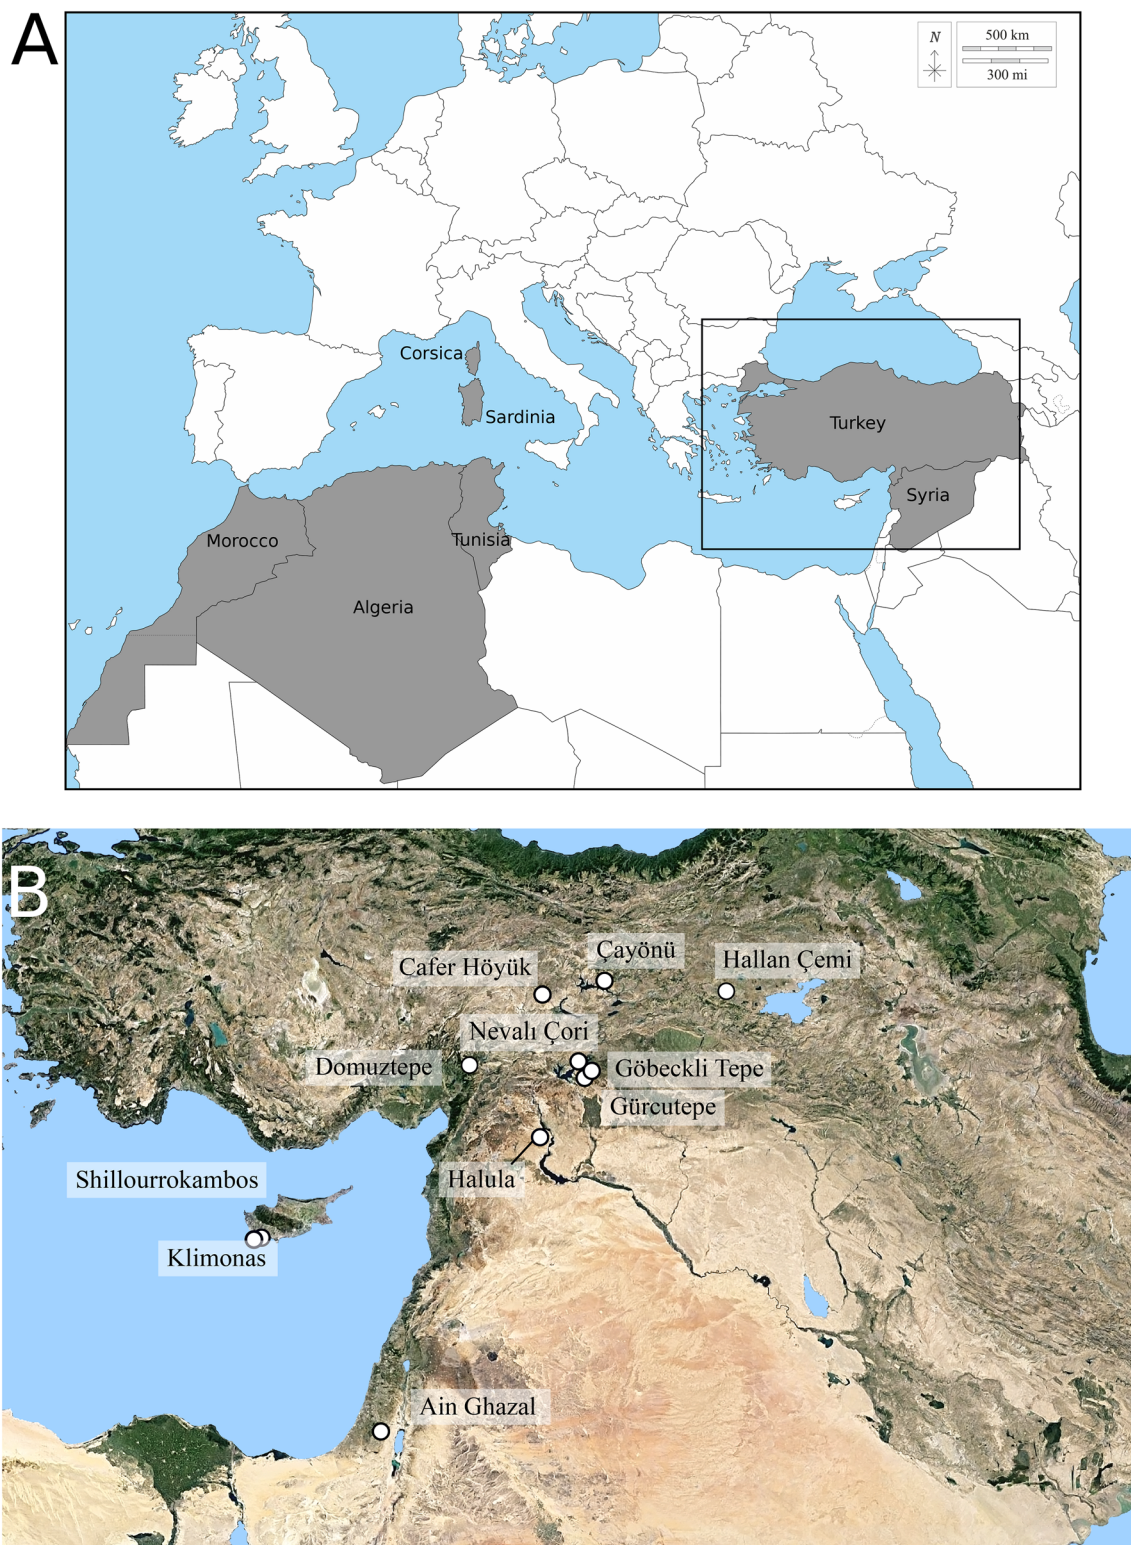 A
N
500 km
300 mi
Corsica
Sardinia
Turkey
Syria
Morocco
Tunisia
Algeria
B
Çayönü
Cafer Höyük
Hallan Çemi
Nevalı Çori
Domuztepe
Göbeckli Tepe
Gürcutepe
Halula
Shillourrokambos
Klimonas
Ain Ghazal